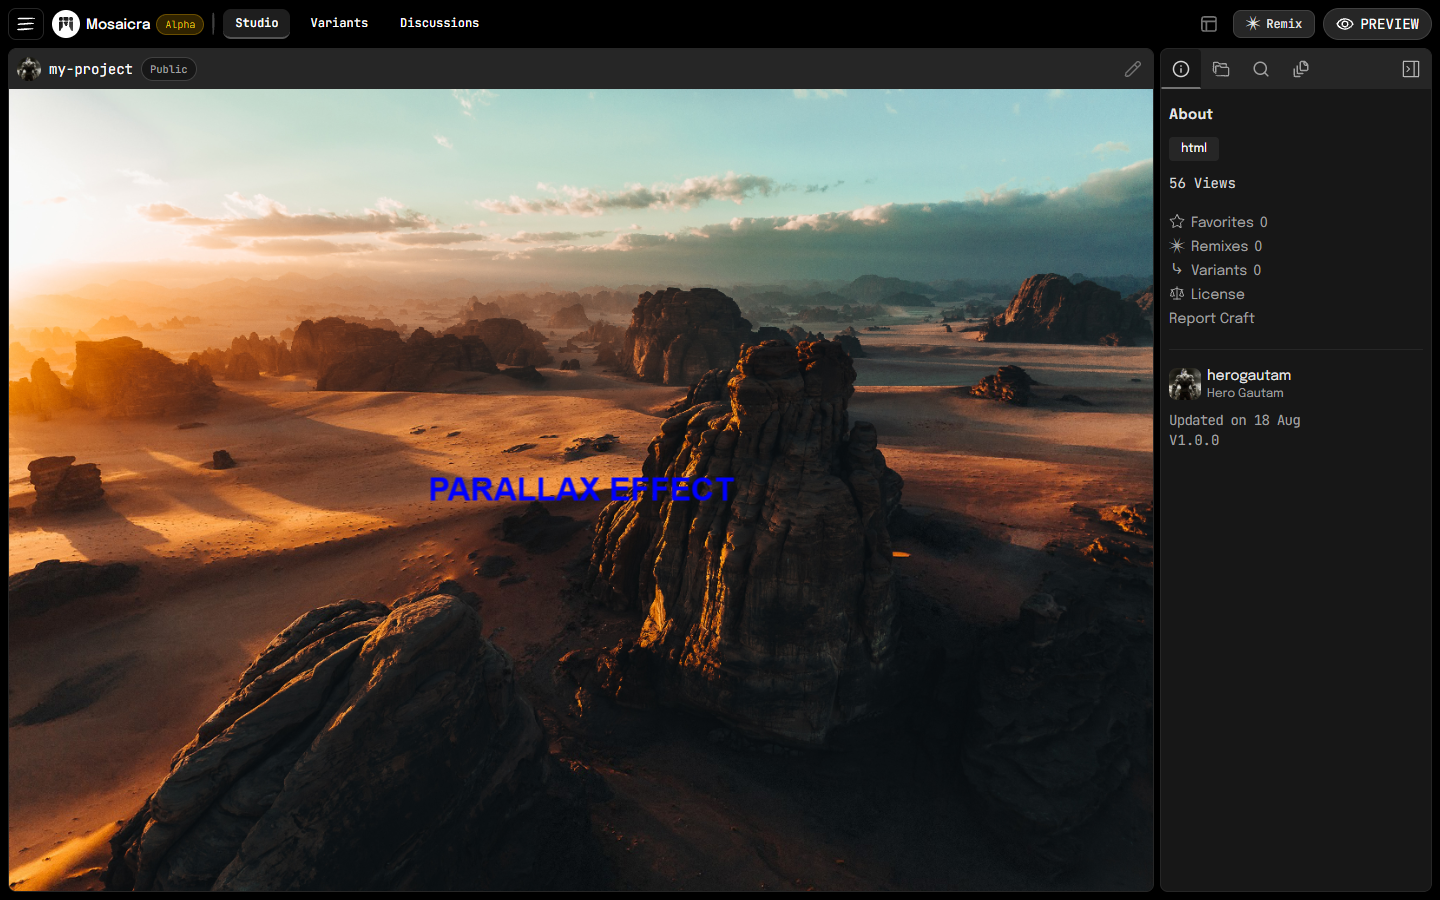 Mosaicra Alpha Studio Variants Discussions Remix PREVIEW
my-project Public
PARALLAX EFFECT
About
html
56 Views
Favorites 0
Remixes 0
Variants 0
License
Report Craft
herogautam
Hero Gautam
Updated on 18 Aug
V1.0.0